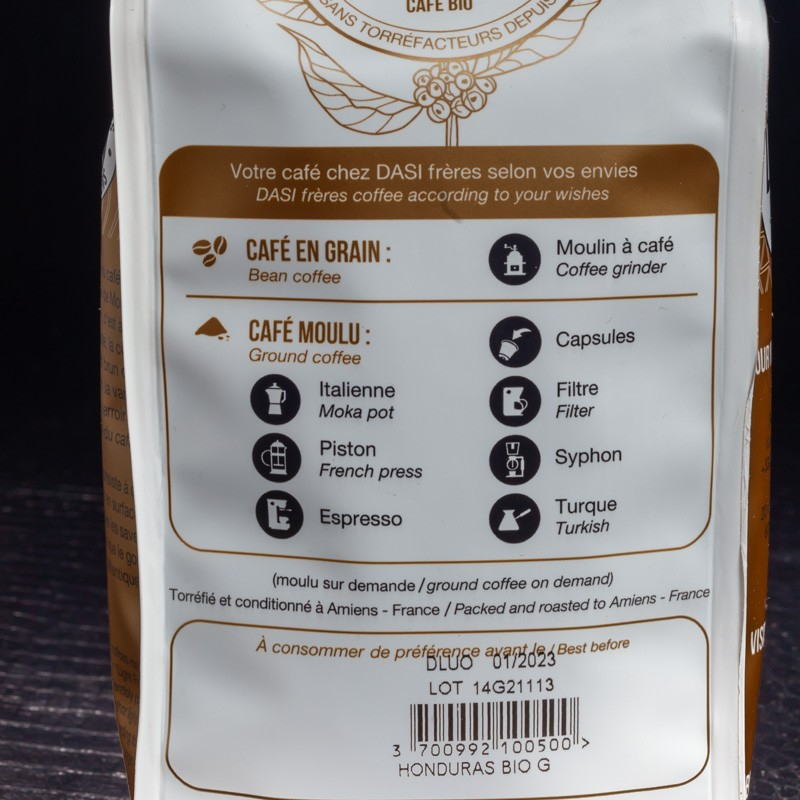 CAFÉ BIO
SANS TORRÉFACTEURS DEPUIS
Votre café chez DASI frères selon vos envies
DASI frères coffee according to your wishes
CAFÉ EN GRAIN :
Bean coffee
Moulin à café
Coffee grinder
CAFÉ MOULU :
Ground coffee
Capsules
Italienne
Moka pot
Filtre
Filter
Piston
French press
Syphon
Espresso
Turque
Turkish
(moulu sur demande / ground coffee on demand)
Torréfié et conditionné à Amiens - France / Packed and roasted to Amiens - France
À consommer de préférence avant le / Best before
DLUO 01/2023
LOT 14G21113
3 700992 100500 >
HONDURAS BIO G